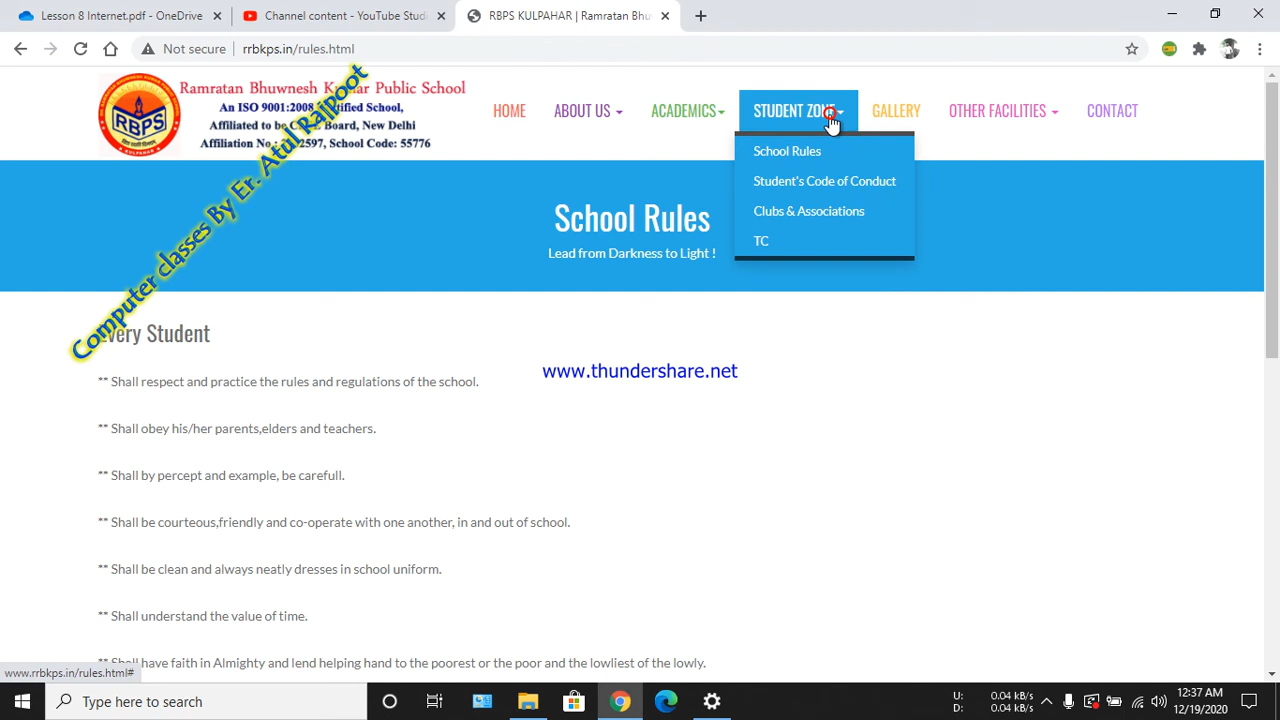 Lesson 8 Internet.pdf - OneDrive
Channel content - YouTube Studi
RBPS KULPAHAR | Ramratan Bhu
Not secure
rrbkps.in/rules.html
Ramratan Bhuwnesh Kumar Public School
An ISO 9001:2008 Certified School,
Affiliated to Board, New Delhi
Affiliation No. 2597, School Code: 55776
RBPS
KULPAHAR
HOME
ABOUT US
ACADEMICS
STUDENT ZONE
GALLERY
OTHER FACILITIES
CONTACT
School Rules
Student's Code of Conduct
Clubs & Associations
TC
Computer classes By Er. Atul Rajpoot
School Rules
Lead from Darkness to Light !
Every Student
www.thundershare.net
** Shall respect and practice the rules and regulations of the school.
** Shall obey his/her parents,elders and teachers.
** Shall by percept and example, be carefull.
** Shall be courteous,friendly and co-operate with one another, in and out of school.
** Shall be clean and always neatly dresses in school uniform.
** Shall understand the value of time.
** Shall have faith in Almighty and lend helping hand to the poorest or the poor and the lowliest of the lowly.
www.rrbkps.in/rules.html#
Type here to search
U: 0.04 kB/s
D: 0.04 kB/s
12:37 AM
12/19/2020